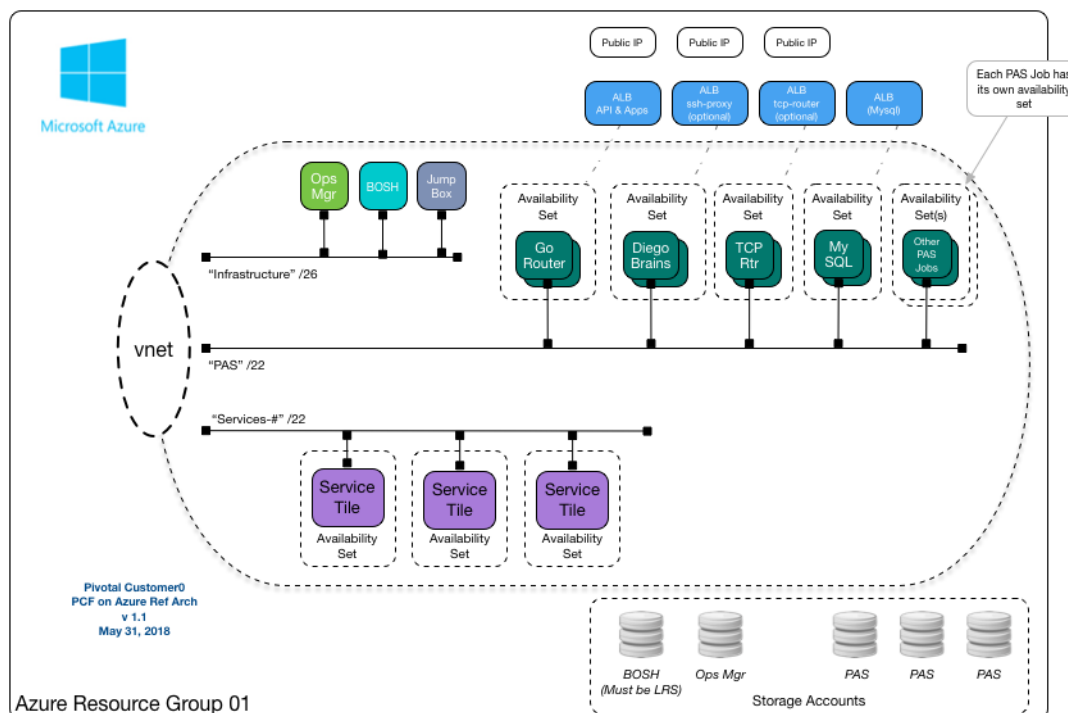 Public IP
Public IP
Public IP
Each PAS Job has
its own availability
set
ALB
API & Apps
ALB
ssh-proxy
(optional)
ALB
tcp-router
(optional)
ALB
(Mysql)
Microsoft Azure
Ops
Mgr
BOSH
Jump
Box
Availability
Set
Availability
Set
Availability
Set
Availability
Set
Availability
Set(s)
Go
Router
Diego
Brains
TCP
Rtr
My
SQL
Other
PAS
Jobs
“Infrastructure” /26
vnet
“PAS” /22
“Services-#” /22
Service
Tile
Service
Tile
Service
Tile
Availability
Set
Availability
Set
Availability
Set
Pivotal Customer0
PCF on Azure Ref Arch
v 1.1
May 31, 2018
BOSH
(Must be LRS)
Ops Mgr
PAS
PAS
PAS
Storage Accounts
Azure Resource Group 01